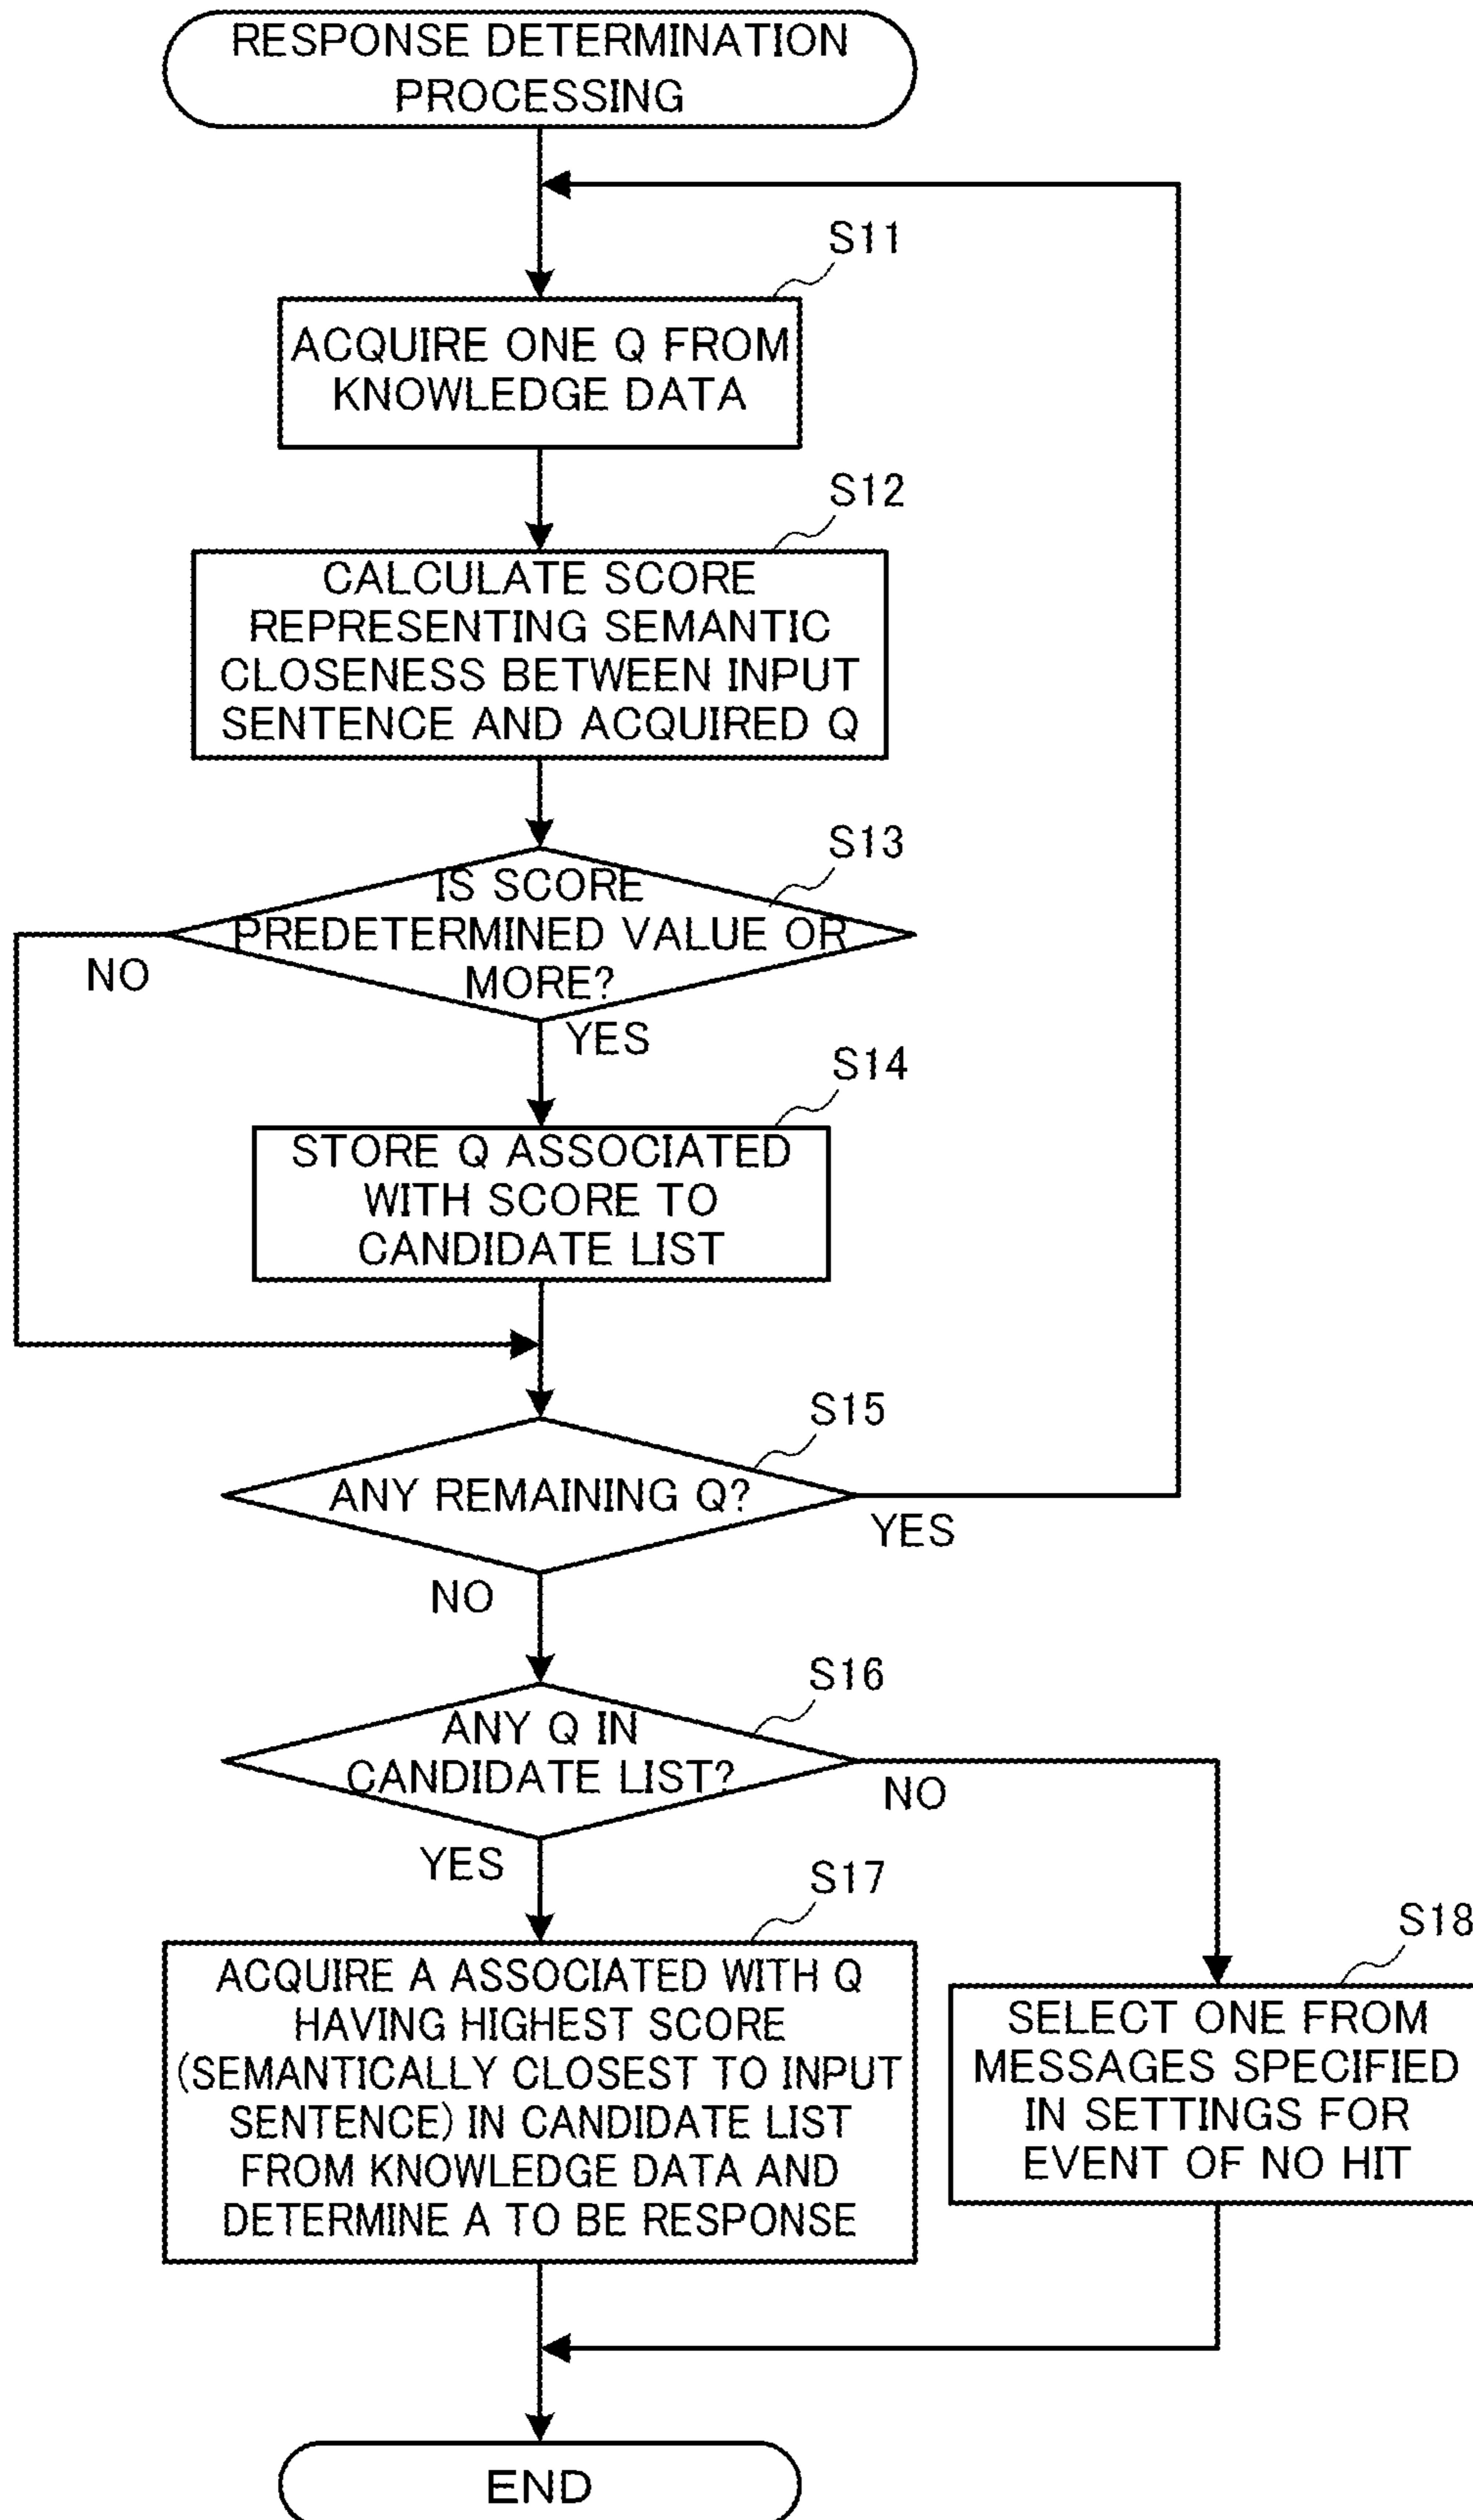 RESPONSE DETERMINATION
PROCESSING
S11
ACQUIRE ONE Q FROM
KNOWLEDGE DATA
S12
CALCULATE SCORE
REPRESENTING SEMANTIC
CLOSENESS BETWEEN INPUT
SENTENCE AND ACQUIRED Q
S13
IS SCORE
PREDETERMINED VALUE OR
MORE?
NO
YES
S14
STORE Q ASSOCIATED
WITH SCORE TO
CANDIDATE LIST
S15
ANY REMAINING Q?
YES
NO
S16
ANY Q IN
CANDIDATE LIST?
NO
YES
S17
ACQUIRE A ASSOCIATED WITH Q
HAVING HIGHEST SCORE
(SEMANTICALLY CLOSEST TO INPUT
SENTENCE) IN CANDIDATE LIST
FROM KNOWLEDGE DATA AND
DETERMINE A TO BE RESPONSE
S18
SELECT ONE FROM
MESSAGES SPECIFIED
IN SETTINGS FOR
EVENT OF NO HIT
END